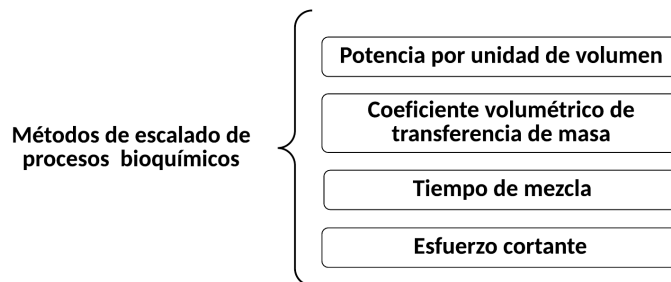 Métodos de escalado de
procesos bioquímicos
Potencia por unidad de volumen
Coeficiente volumétrico de
transferencia de masa
Tiempo de mezcla
Esfuerzo cortante